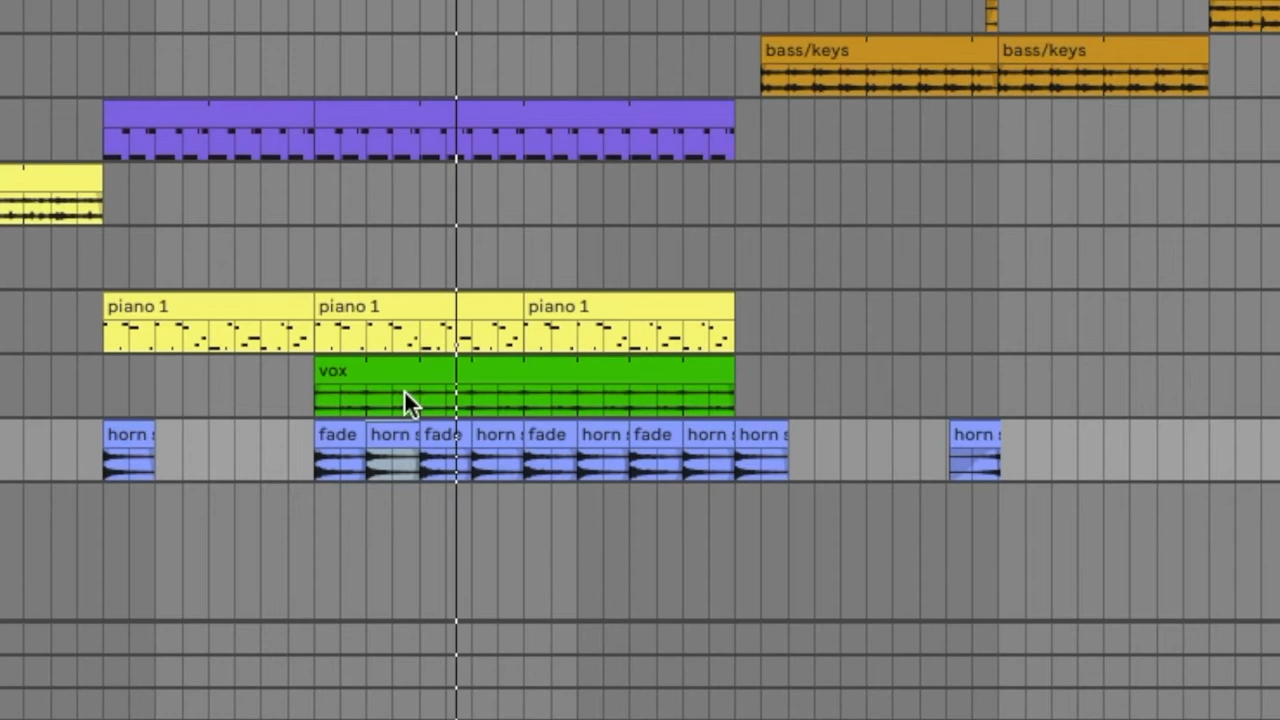 bass/keys bass/keys
piano 1 piano 1 piano 1
vox
horn s fade horn s fade horn s fade horn s fade horn s horn s horn s